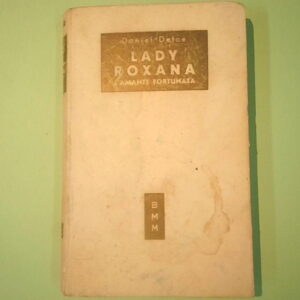 Daniel Defoe
LADY
ROXANA
L'AMANTE FORTUNATA
B
M
M